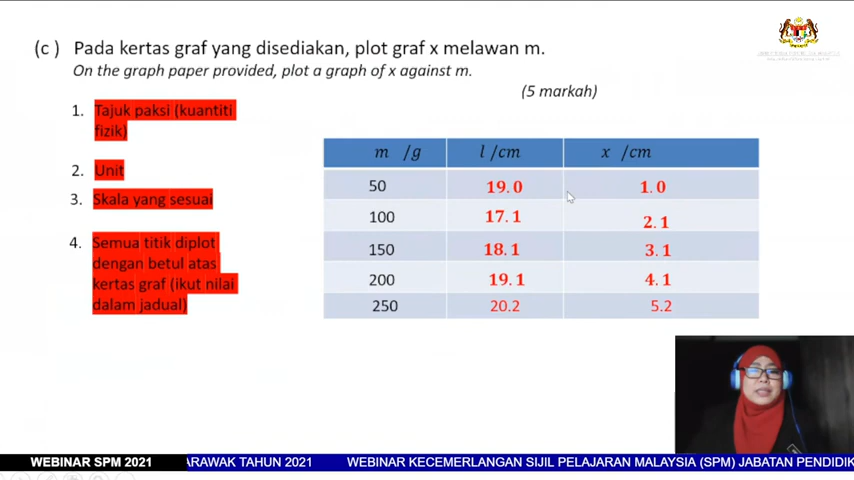 (c ) Pada kertas graf yang disediakan, plot graf x melawan m.
On the graph paper provided, plot a graph of x against m.
(5 markah)
1. Tajuk paksi (kuantiti
fizik)
2. Unit
3. Skala yang sesuai
4. Semua titik diplot
dengan betul atas
kertas graf (ikut nilai
dalam jadual)
m /g l /cm x /cm
50 19.0 1.0
100 17.1 2.1
150 18.1 3.1
200 19.1 4.1
250 20.2 5.2
WEBINAR SPM 2021 ARAWAK TAHUN 2021 WEBINAR KECEMERLANGAN SIJIL PELAJARAN MALAYSIA (SPM) JABATAN PENDIDIK